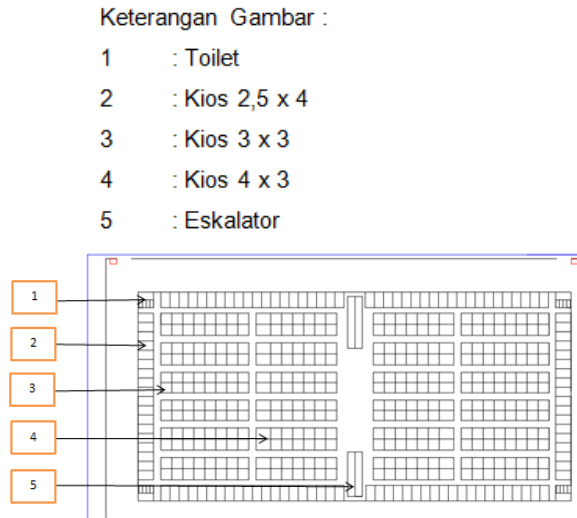 Keterangan Gambar :
1 : Toilet
2 : Kios 2,5 x 4
3 : Kios 3 x 3
4 : Kios 4 x 3
5 : Eskalator
1
2
3
4
5